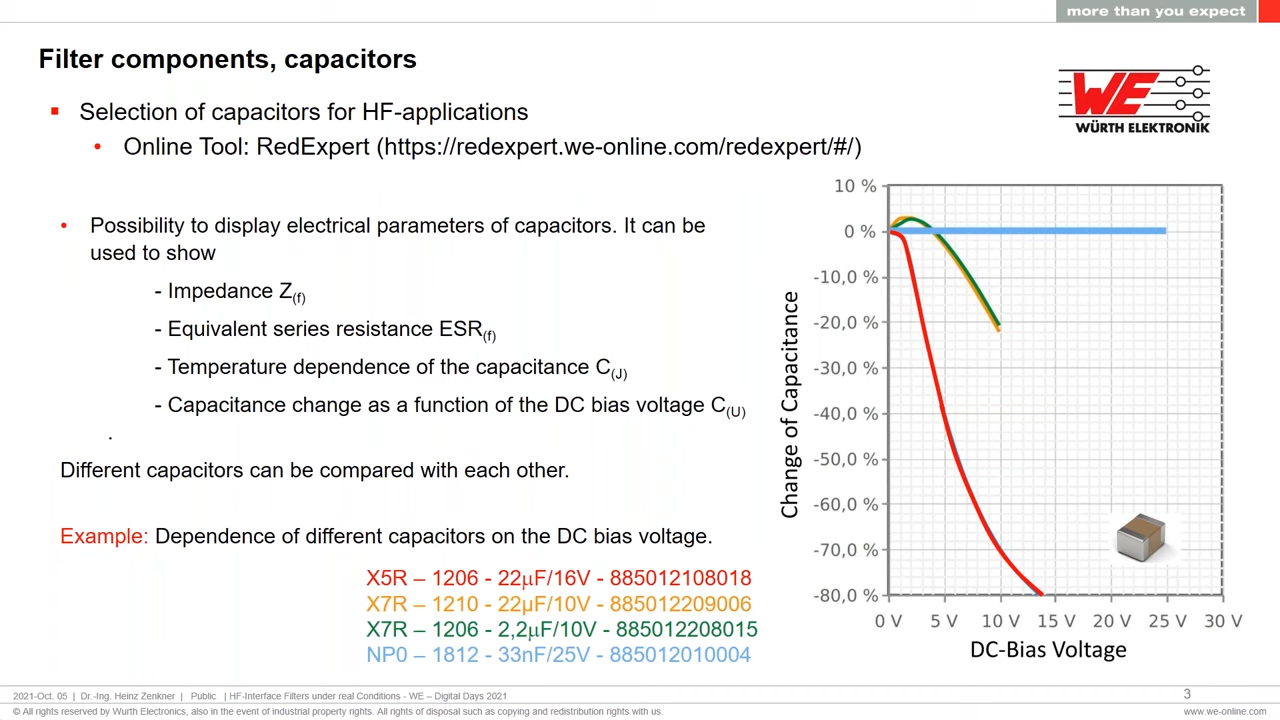 more than you expect
Filter components, capacitors
WE
WÜRTH ELEKTRONIK
▪ Selection of capacitors for HF-applications
• Online Tool: RedExpert (https://redexpert.we-online.com/redexpert/#/)
• Possibility to display electrical parameters of capacitors. It can be
used to show
- Impedance Z(f)
- Equivalent series resistance ESR(f)
- Temperature dependence of the capacitance C(J)
- Capacitance change as a function of the DC bias voltage C(U)
.
Different capacitors can be compared with each other.
Example: Dependence of different capacitors on the DC bias voltage.
X5R – 1206 - 22µF/16V - 885012108018
X7R – 1210 - 22µF/10V - 885012209006
X7R – 1206 - 2,2µF/10V - 885012208015
NP0 – 1812 - 33nF/25V - 885012010004
Change of Capacitance
10 %
0 %
-10,0 %
-20,0 %
-30,0 %
-40,0 %
-50,0 %
-60,0 %
-70,0 %
-80,0 %
0 V 5 V 10 V 15 V 20 V 25 V 30 V
DC-Bias Voltage
2021-Oct. 05 | Dr.-Ing. Heinz Zenkner | Public | HF-Interface Filters under real Conditions - WE – Digital Days 2021
3
© All rights reserved by Wurth Electronics, also in the event of industrial property rights. All rights of disposal such as copying and redistribution rights with us.
www.we-online.com